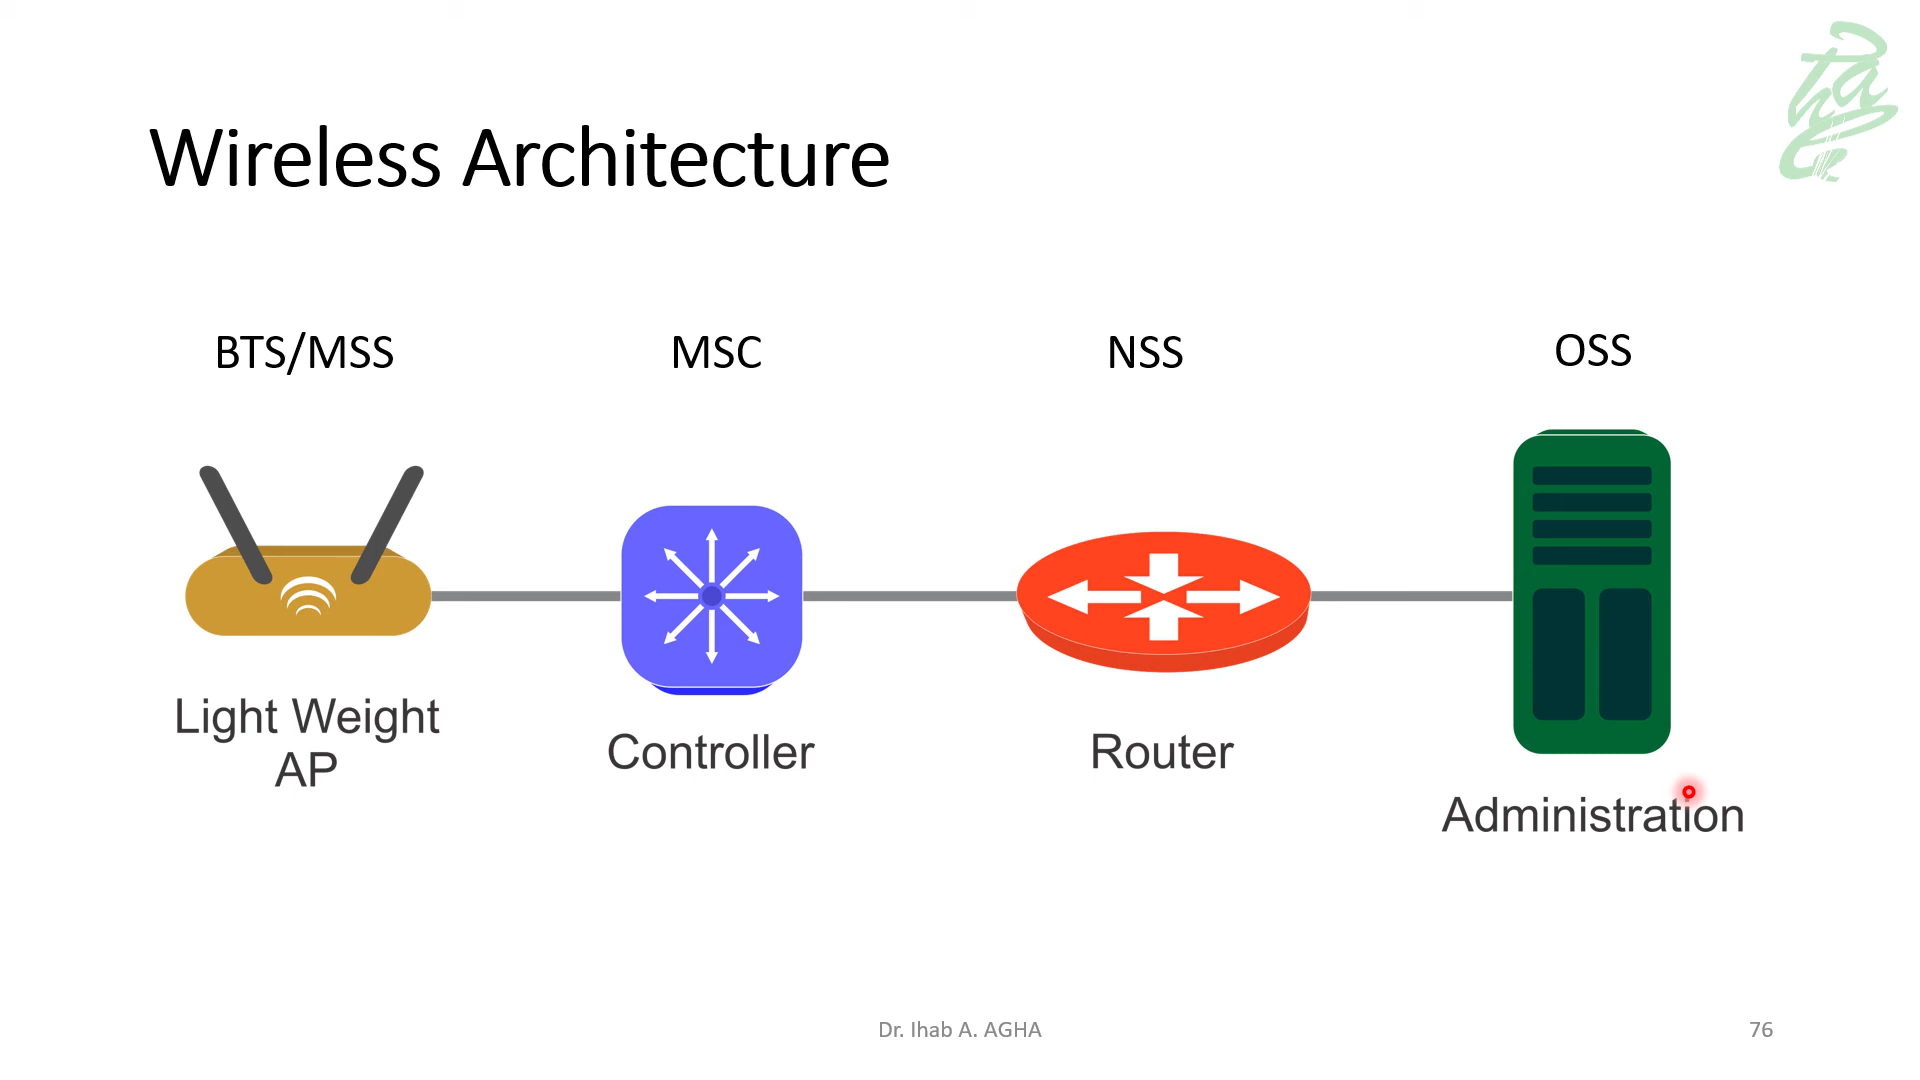 Wireless Architecture
BTS/MSS
MSC
NSS
OSS
Light Weight
AP
Controller
Router
Administration
Dr. Ihab A. AGHA
76